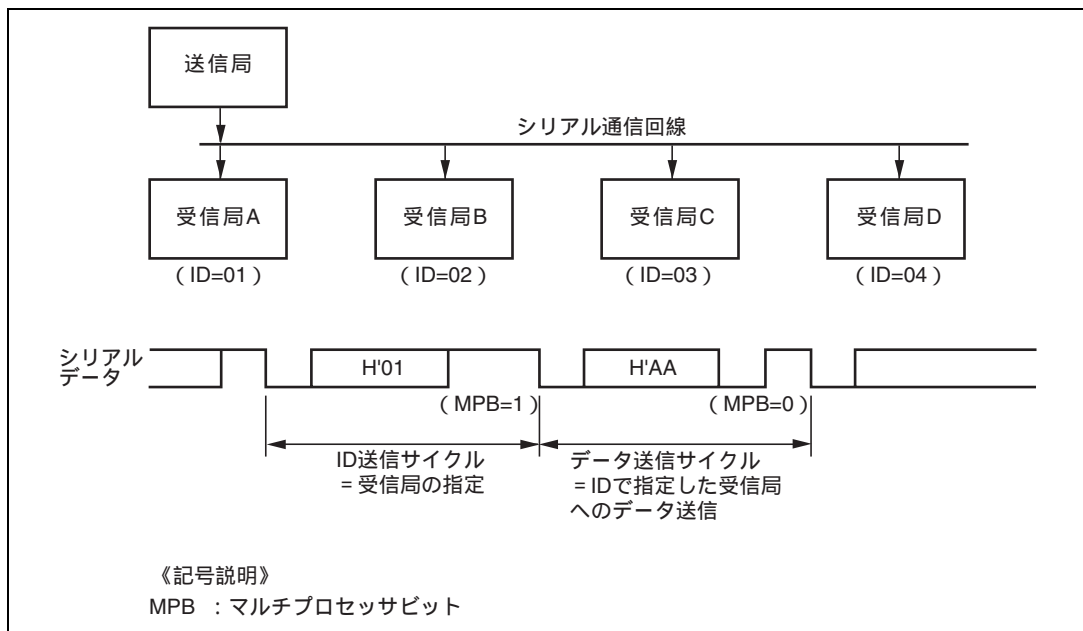 送信局
シリアル通信回線
受信局A
受信局B
受信局C
受信局D
（ID=01）
（ID=02）
（ID=03）
（ID=04）
シリアル
データ
H'01
H'AA
（MPB=1）
（MPB=0）
ID送信サイクル
＝受信局の指定
データ送信サイクル
＝IDで指定した受信局
へのデータ送信
《記号説明》
MPB ：マルチプロセッサビット